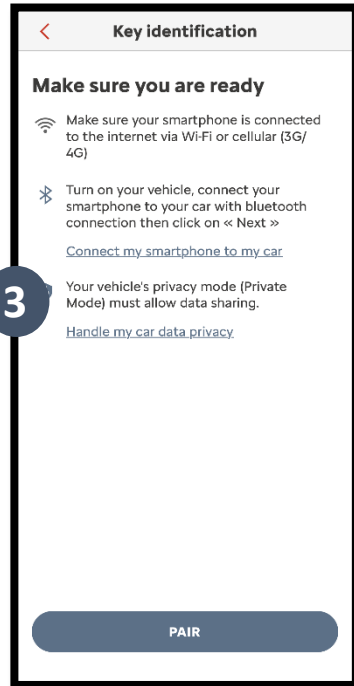 Key identification
Make sure you are ready
Make sure your smartphone is connected
to the internet via Wi-Fi or cellular (3G/
4G)
Turn on your vehicle, connect your
smartphone to your car with bluetooth
connection then click on « Next »
Connect my smartphone to my car
3
Your vehicle's privacy mode (Private
Mode) must allow data sharing.
Handle my car data privacy
PAIR